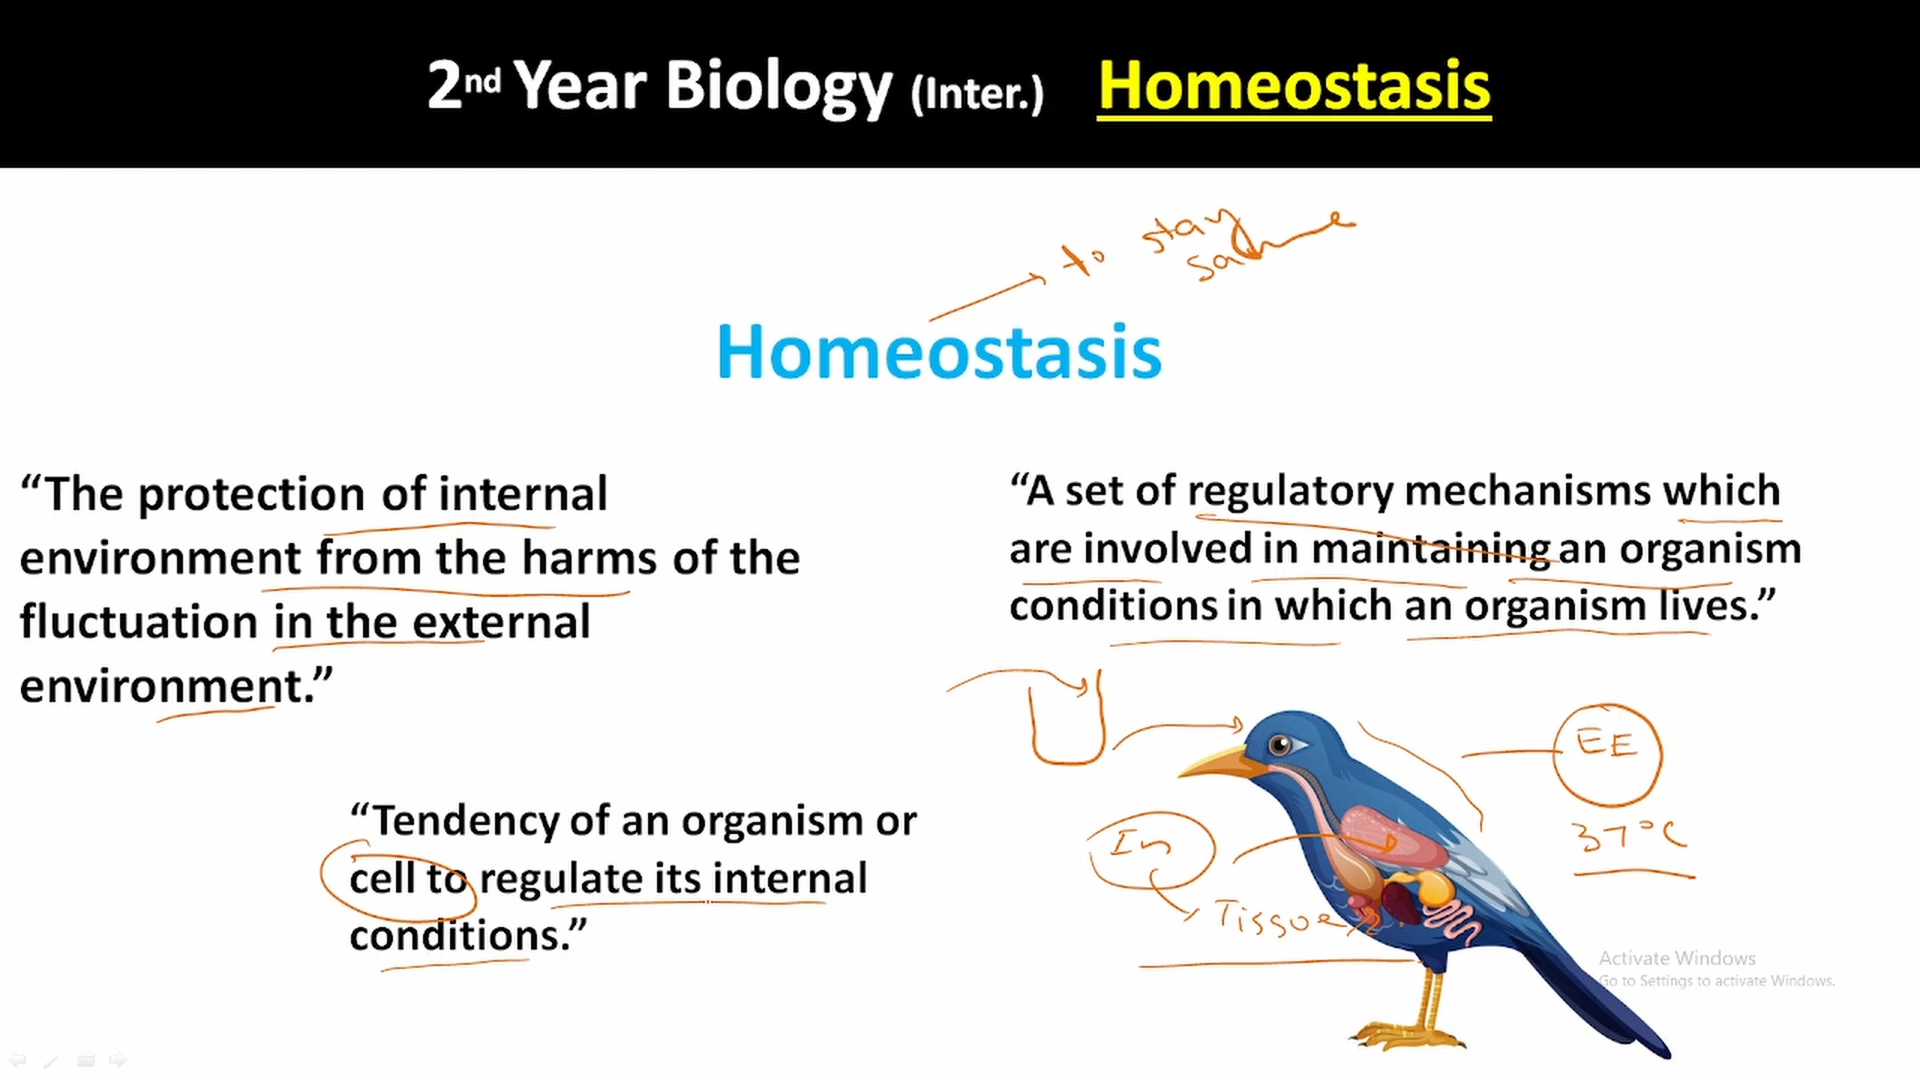 2nd Year Biology (Inter.) Homeostasis
to stay
same
Homeostasis
“The protection of internal
environment from the harms of the
fluctuation in the external
environment.”
“A set of regulatory mechanisms which
are involved in maintaining an organism
conditions in which an organism lives.”
“Tendency of an organism or
cell to regulate its internal
conditions.”
EE
37°C
In
Tissue
Activate Windows
Go to Settings to activate Windows.